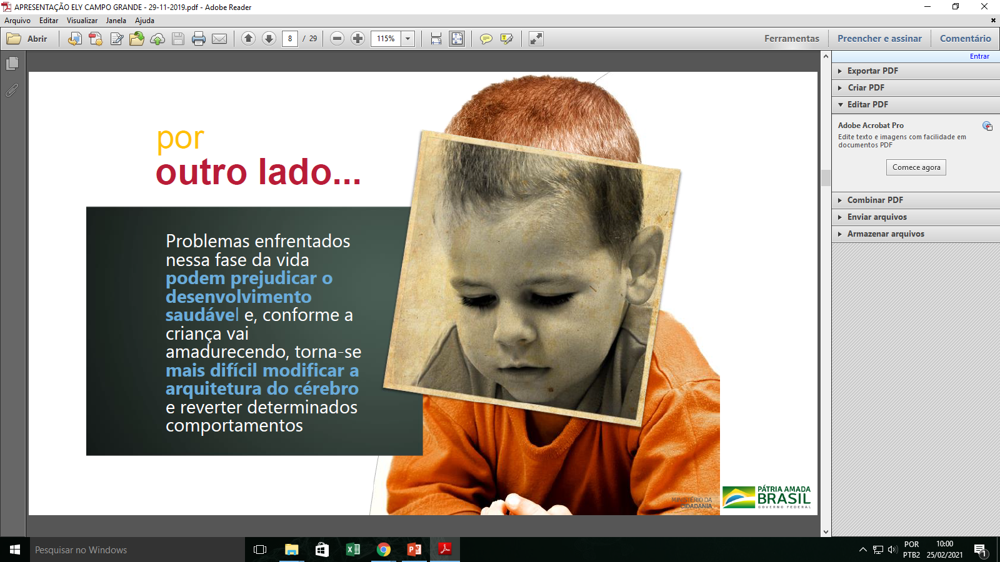 APRESENTAÇÃO ELY CAMPO GRANDE - 29-11-2019.pdf - Adobe Reader
Arquivo Editar Visualizar Janela Ajuda
Abrir 8 / 29 115% Ferramentas Preencher e assinar Comentário
Entrar
Exportar PDF
Criar PDF
Editar PDF
Adobe Acrobat Pro
Edite texto e imagens com facilidade em
documentos PDF
Comece agora
Combinar PDF
Enviar arquivos
Armazenar arquivos
por
outro lado...
Problemas enfrentados
nessa fase da vida
podem prejudicar o
desenvolvimento
saudável e, conforme a
criança vai
amadurecendo, torna-se
mais difícil modificar a
arquitetura do cérebro
e reverter determinados
comportamentos
MINISTÉRIO DA
CIDADANIA
PÁTRIA AMADA
BRASIL
GOVERNO FEDERAL
Pesquisar no Windows
POR
PTB2
10:00
25/02/2021
1